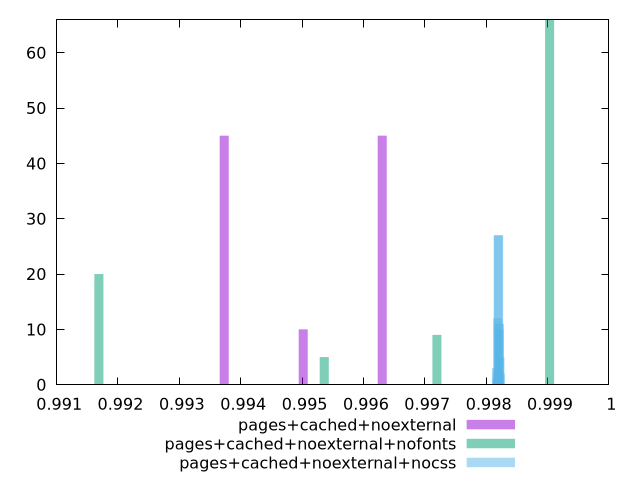 60
50
40
30
20
10
0
0.991 0.992 0.993 0.994 0.995 0.996 0.997 0.998 0.999 1
pages+cached+noexternal
pages+cached+noexternal+nofonts
pages+cached+noexternal+nocss